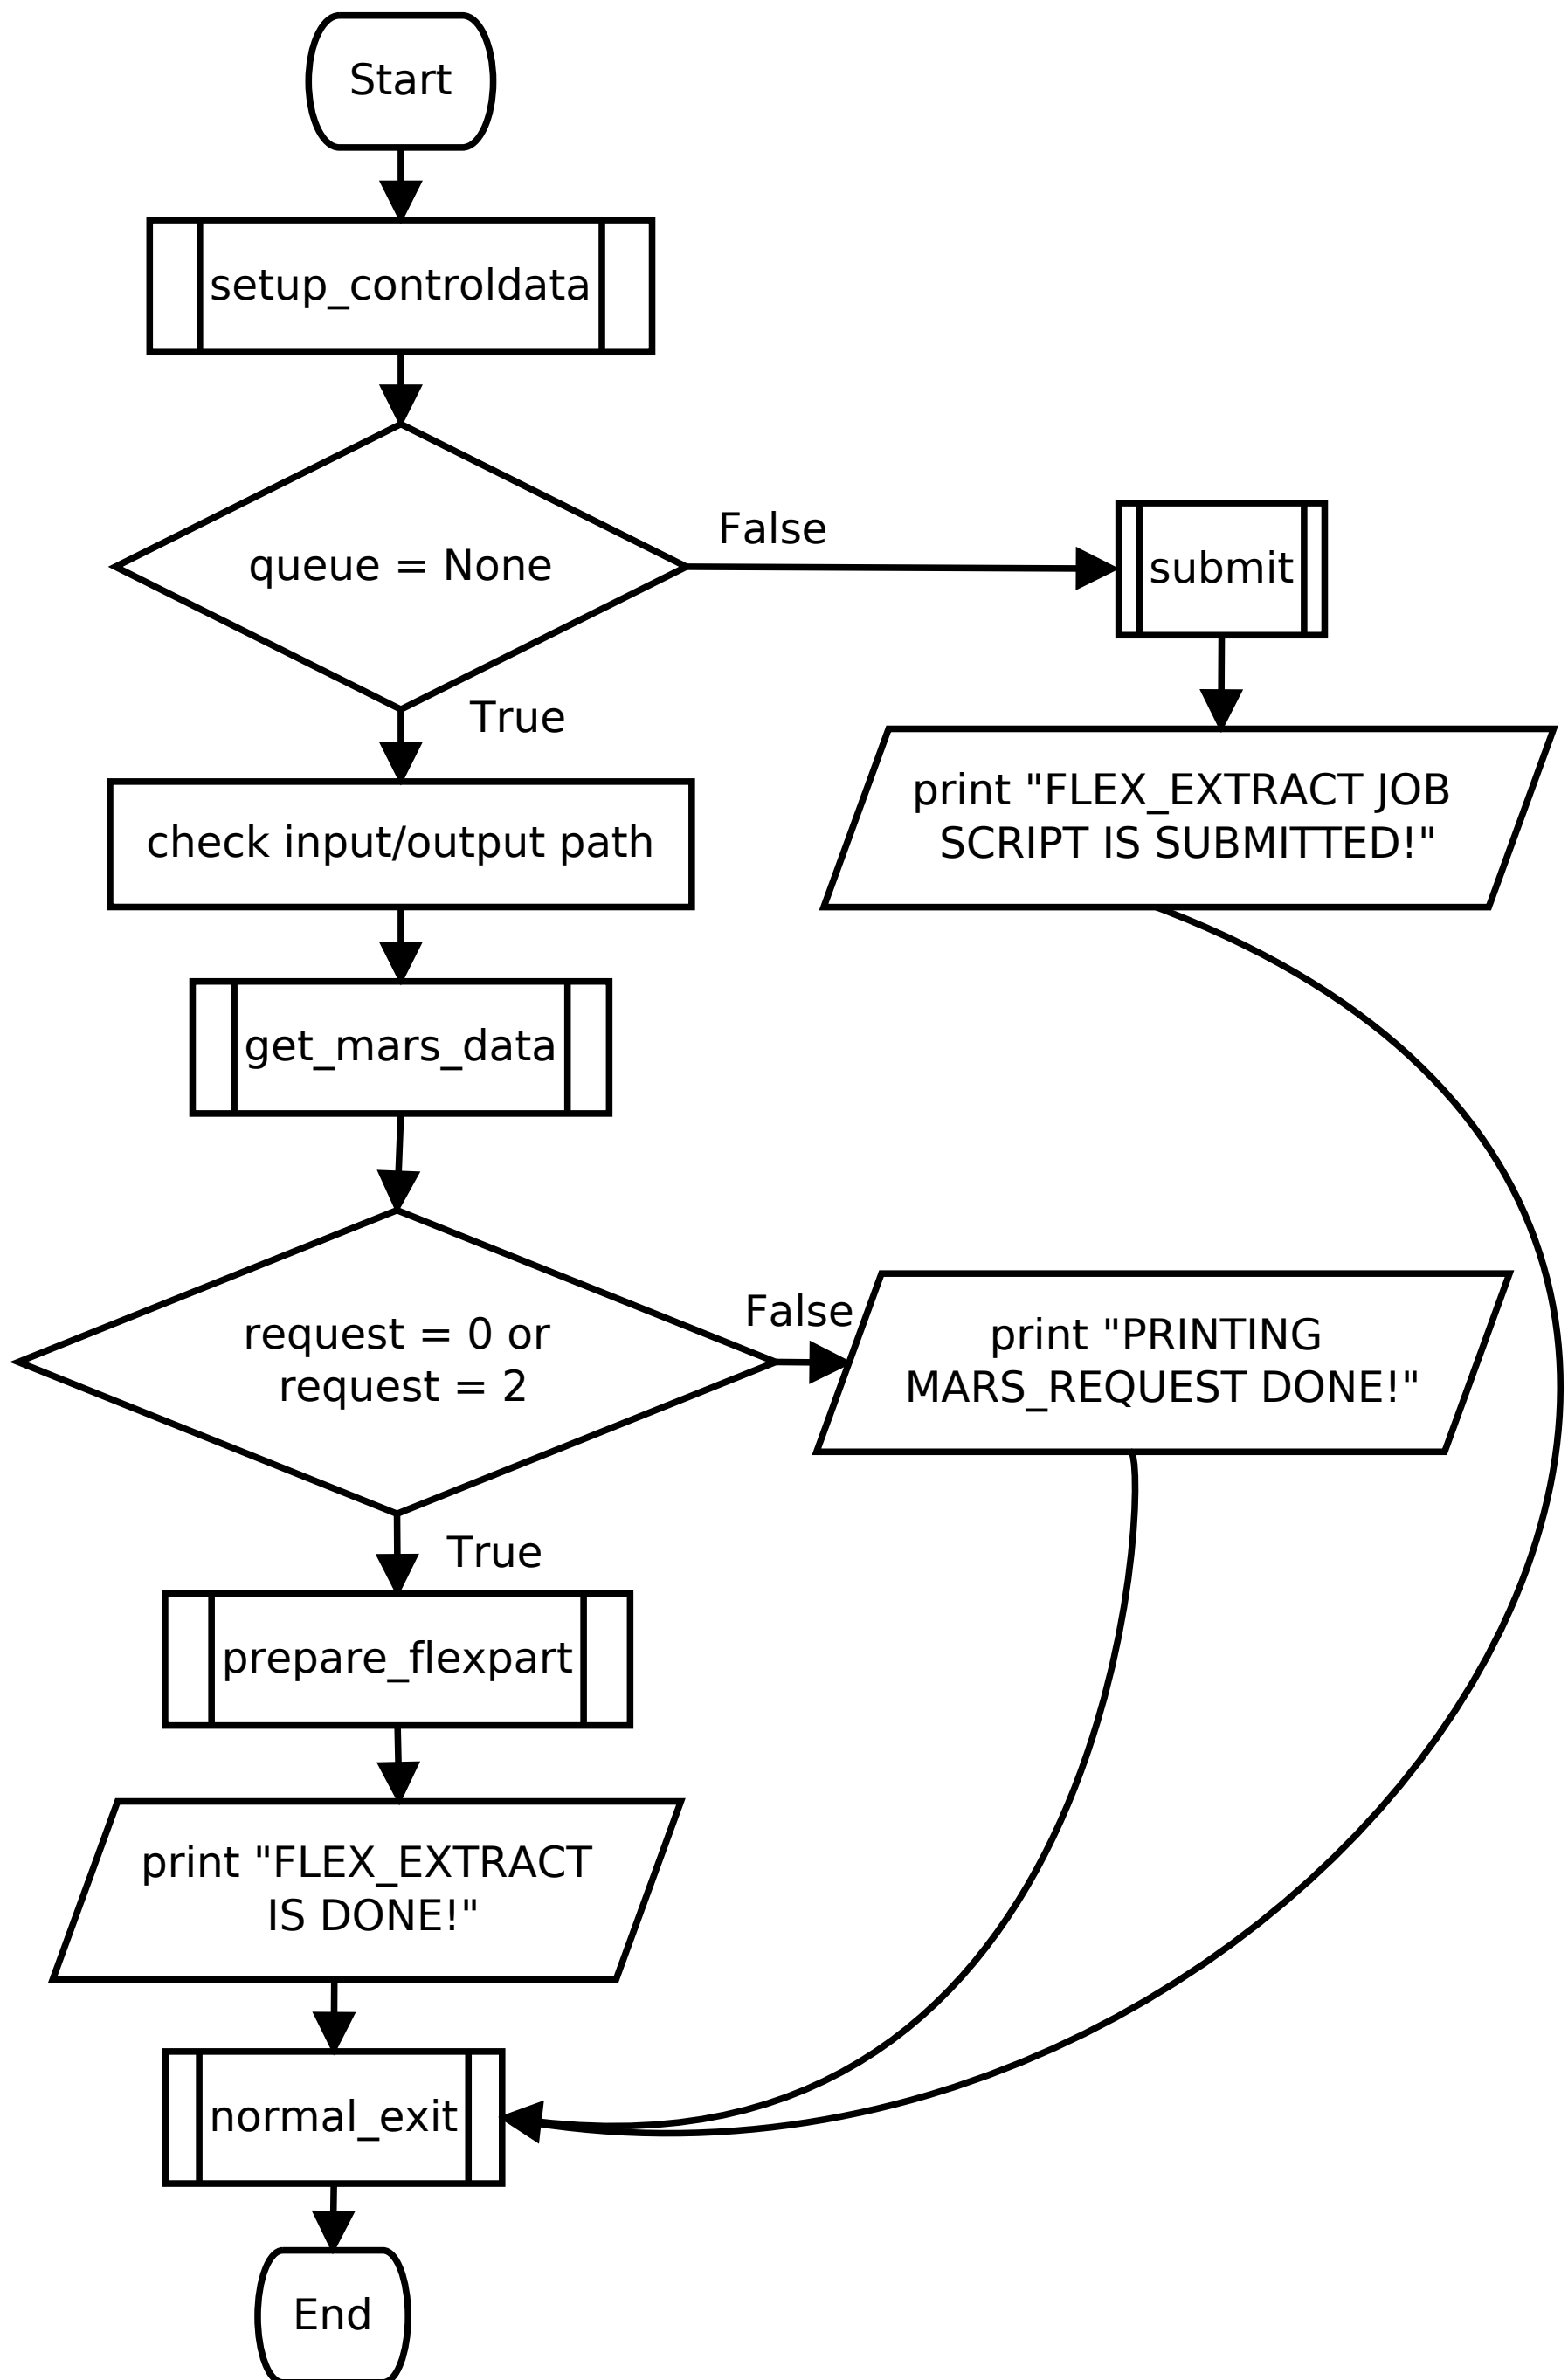 Start
setup_controldata
queue = None
False
submit
True
print "FLEX_EXTRACT JOB
SCRIPT IS SUBMITTED!"
check input/output path
get_mars_data
request = 0 or
request = 2
False
print "PRINTING
MARS_REQUEST DONE!"
True
prepare_flexpart
print "FLEX_EXTRACT
IS DONE!"
normal_exit
End